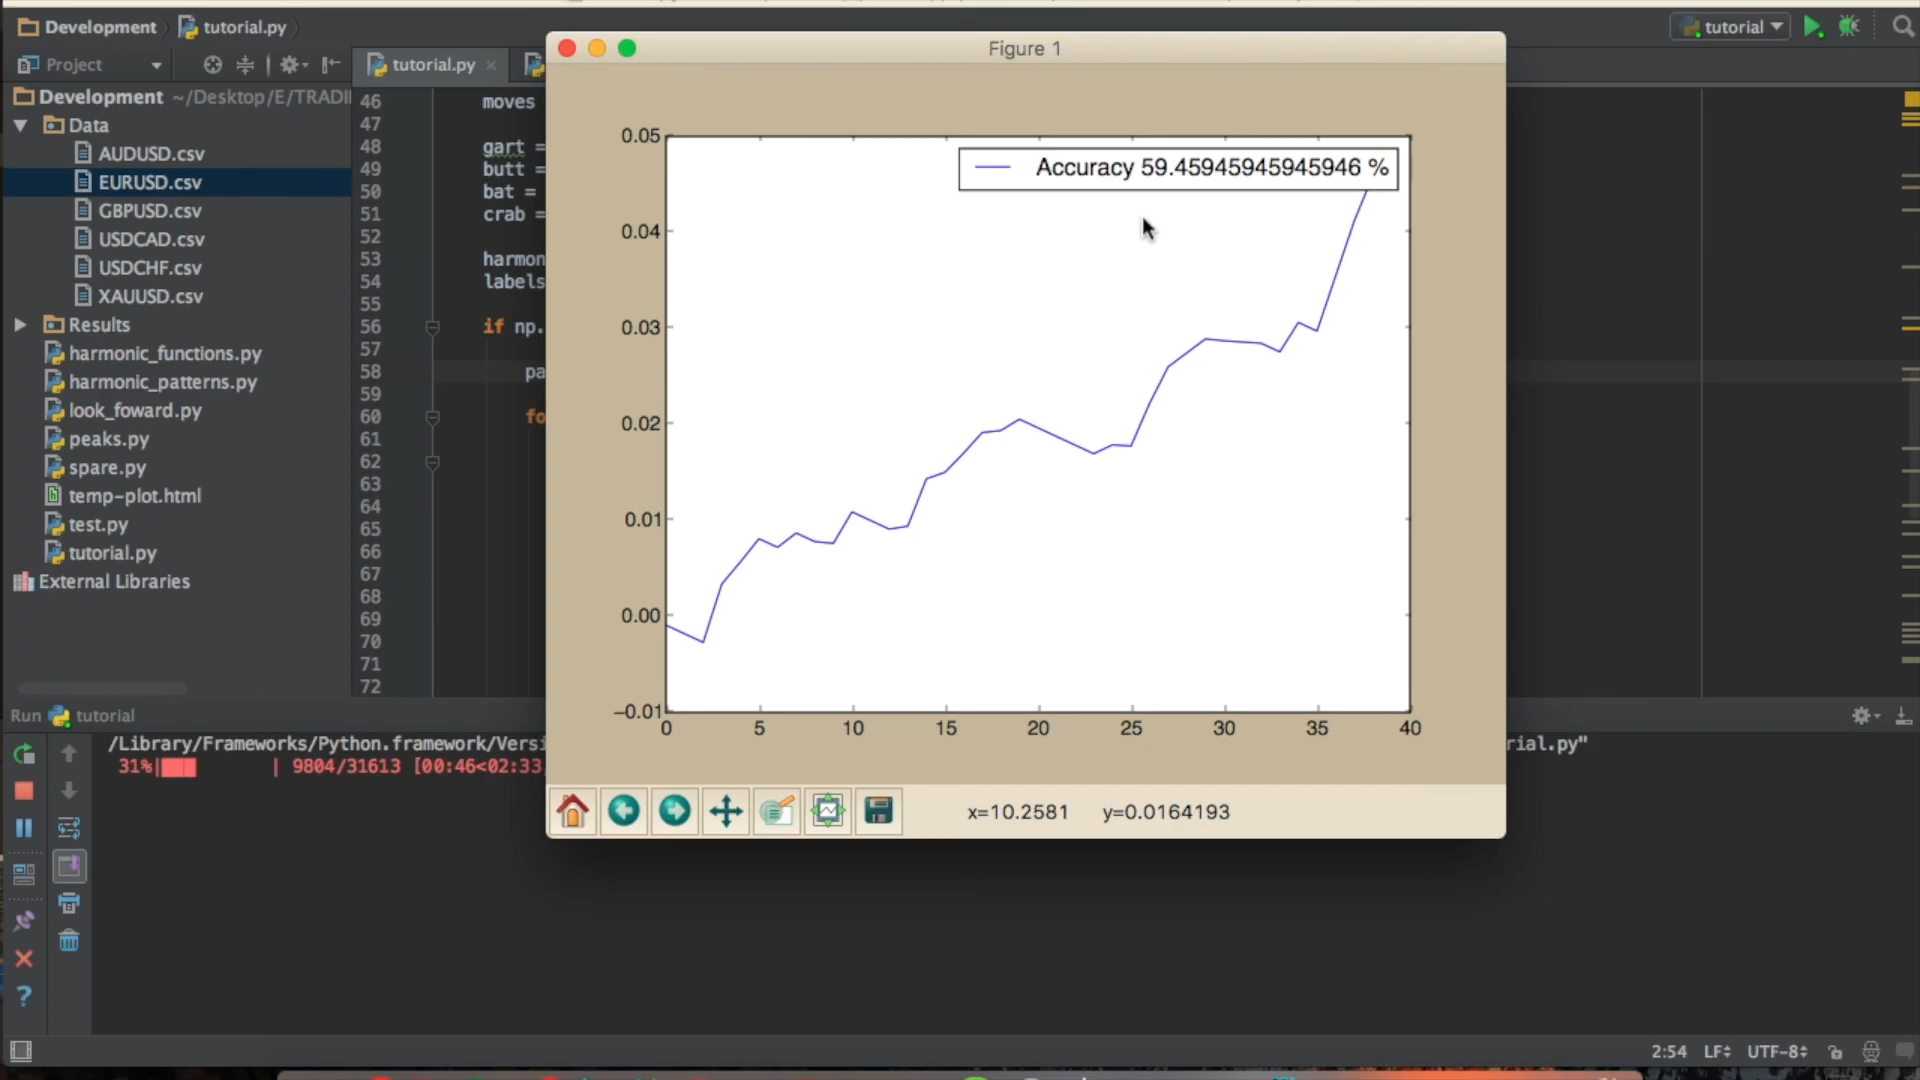 Development
tutorial.py
tutorial
Project
tutorial.py
Figure 1
Development ~/Desktop/E/TRADI
Data
AUDUSD.csv
EURUSD.csv
GBPUSD.csv
USDCAD.csv
USDCHF.csv
XAUUSD.csv
Results
harmonic_functions.py
harmonic_patterns.py
look_foward.py
peaks.py
spare.py
temp-plot.html
test.py
tutorial.py
External Libraries
46 moves
47
48 gart =
49 butt =
50 bat =
51 crab =
52
53 harmon
54 labels
55
56 if np.
57
58 pa
59
60 fo
61
62
63
64
65
66
67
68
69
70
71
72
Accuracy 59.45945945945946 %
0.05
0.04
0.03
0.02
0.01
0.00
−0.01
0 5 10 15 20 25 30 35 40
x=10.2581 y=0.0164193
Run tutorial
/Library/Frameworks/Python.framework/Versi
rial.py"
31%| | 9804/31613 [00:46<02:33
2:54 LF UTF-8